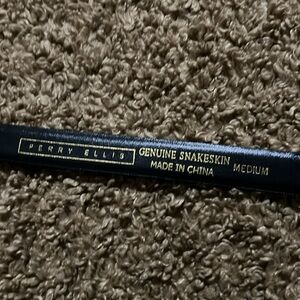 PERRY ELLIS
GENUINE SNAKESKIN
MADE IN CHINA
MEDIUM